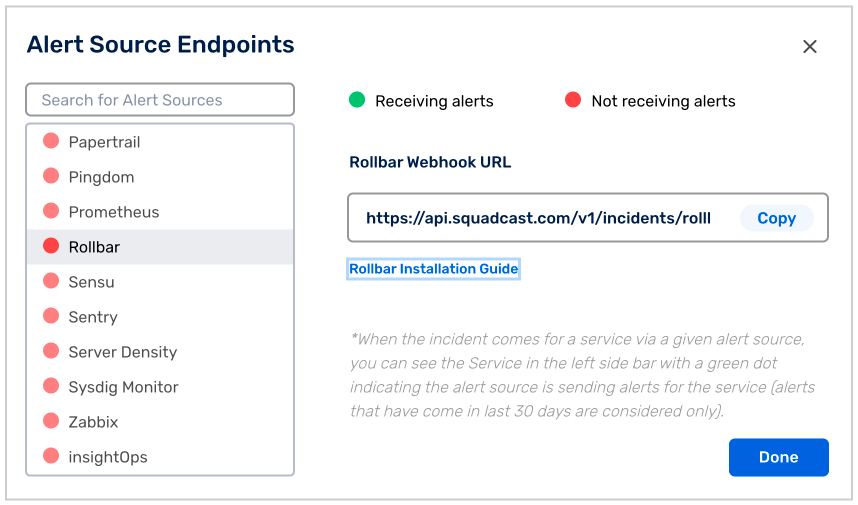 Alert Source Endpoints
Search for Alert Sources
Papertrail
Pingdom
Prometheus
Rollbar
Sensu
Sentry
Server Density
Sysdig Monitor
Zabbix
insightOps
Receiving alerts
Not receiving alerts
Rollbar Webhook URL
https://api.squadcast.com/v1/incidents/rolll
Copy
Rollbar Installation Guide
*When the incident comes for a service via a given alert source,
you can see the Service in the left side bar with a green dot
indicating the alert source is sending alerts for the service (alerts
that have come in last 30 days are considered only).
Done